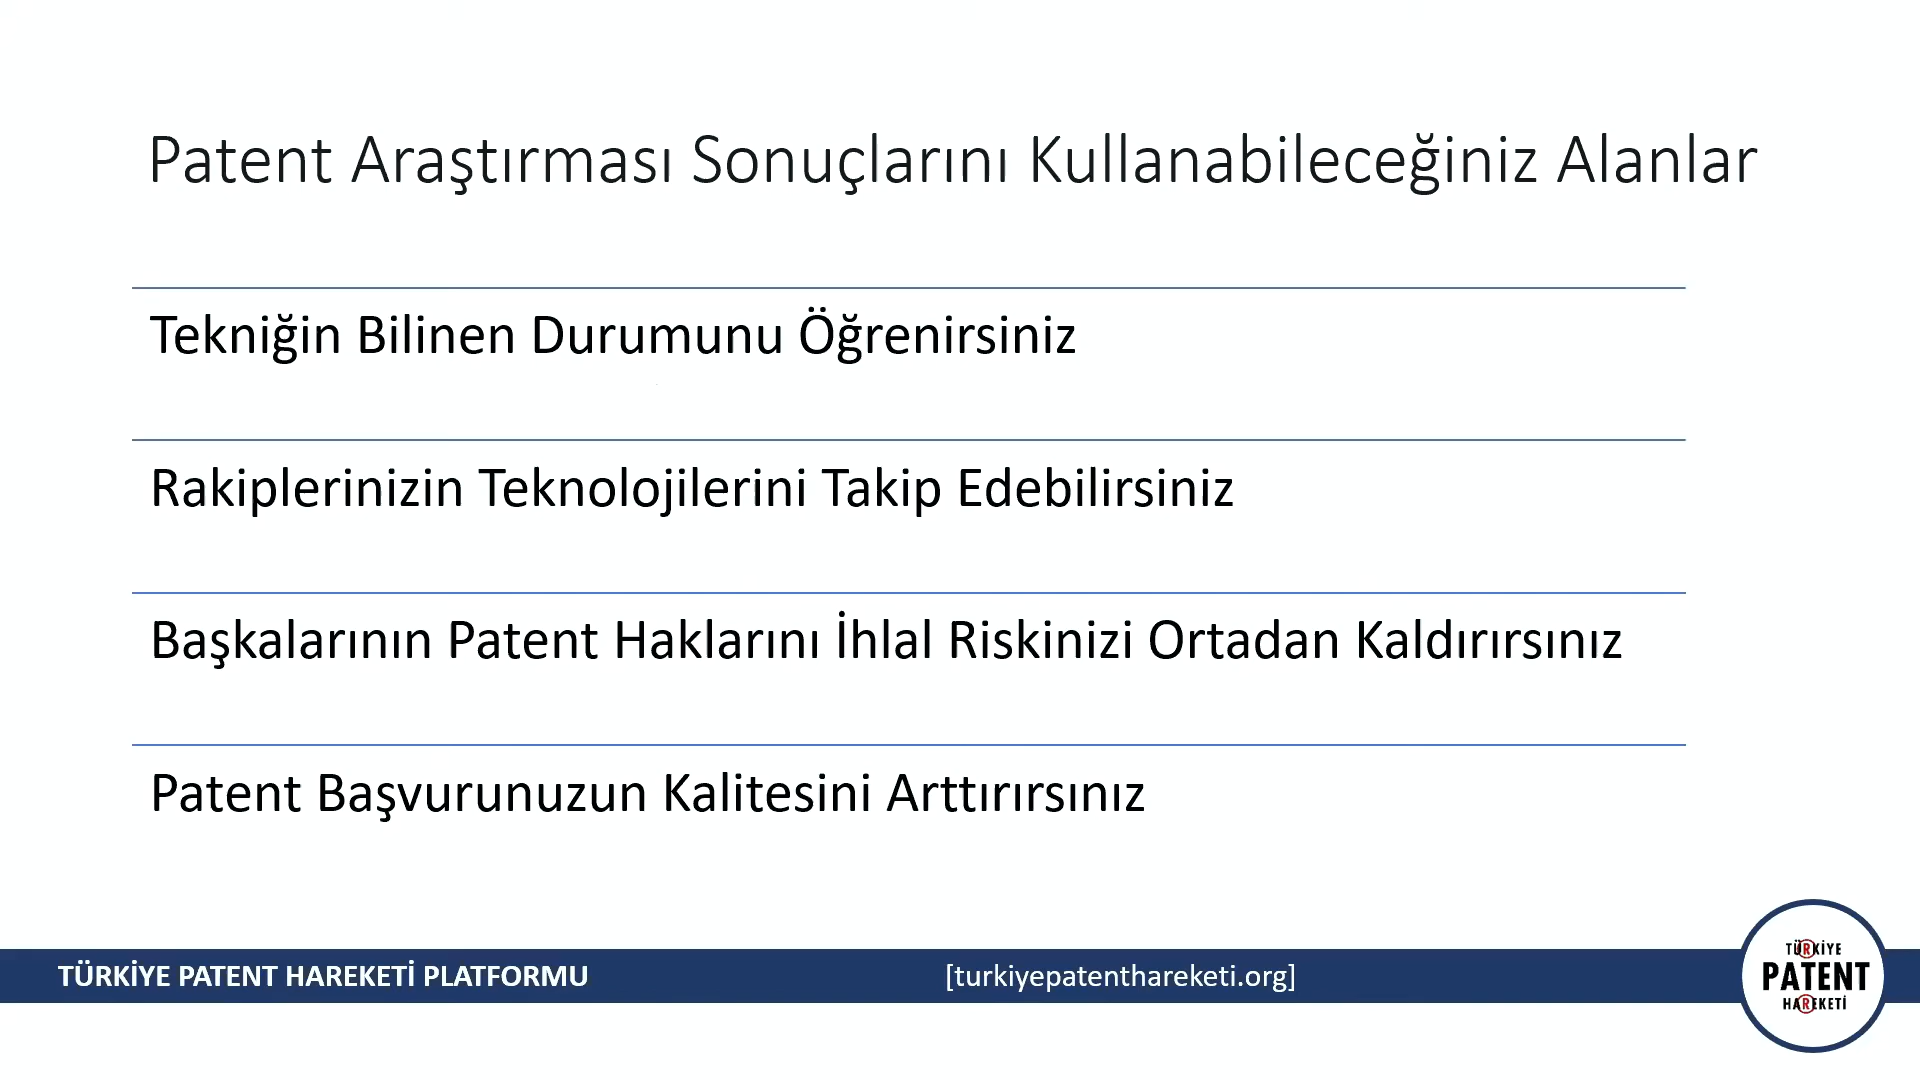 Patent Araştırması Sonuçlarını Kullanabileceğiniz Alanlar
Tekniğin Bilinen Durumunu Öğrenirsiniz
Rakiplerinizin Teknolojilerini Takip Edebilirsiniz
Başkalarının Patent Haklarını İhlal Riskinizi Ortadan Kaldırırsınız
Patent Başvurunuzun Kalitesini Arttırırsınız
TÜRKİYE PATENT HAREKETİ PLATFORMU
[turkiyepatenthareketi.org]
TÜRKİYE
PATENT
HAREKETİ